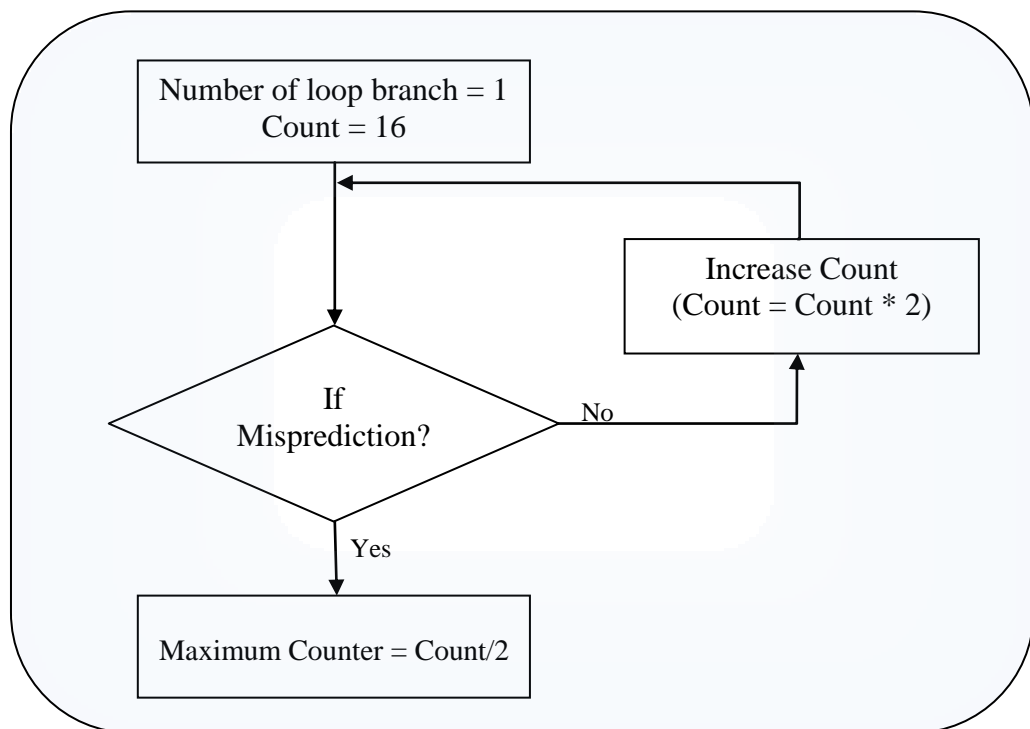 Number of loop branch = 1
Count = 16
Increase Count
(Count = Count * 2)
If
Misprediction?
No
Yes
Maximum Counter = Count/2